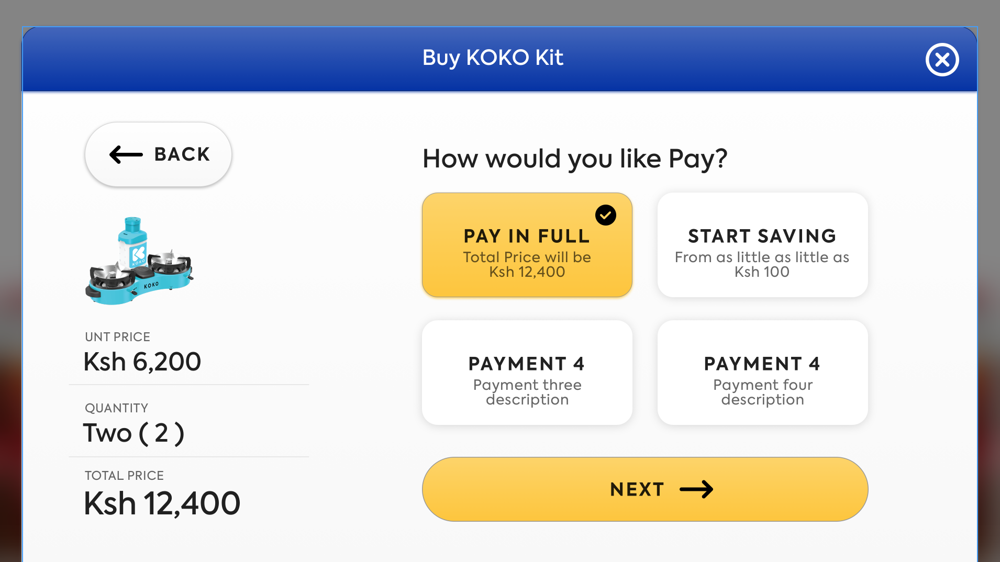 Buy KOKO Kit
BACK
KOKO
KOKO
UNT PRICE
Ksh 6,200
QUANTITY
Two ( 2 )
TOTAL PRICE
Ksh 12,400
How would you like Pay?
PAY IN FULL
Total Price will be
Ksh 12,400
START SAVING
From as little as little as
Ksh 100
PAYMENT 4
Payment three
description
PAYMENT 4
Payment four
description
NEXT